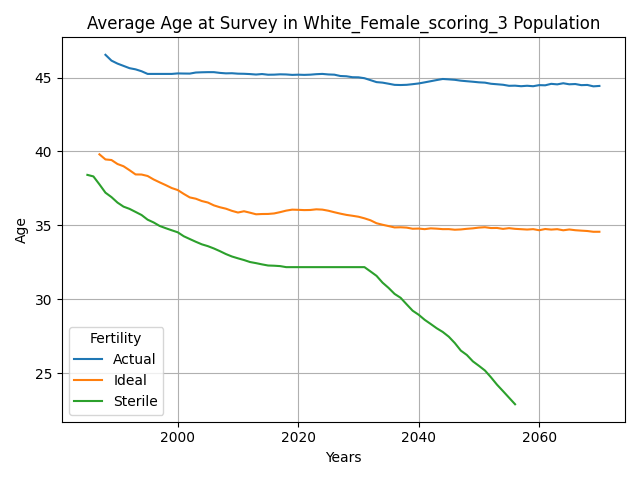 Average Age at Survey in White_Female_scoring_3 Population
Age
45
40
35
30
25
Fertility
Actual
Ideal
Sterile
2000 2020 2040 2060
Years